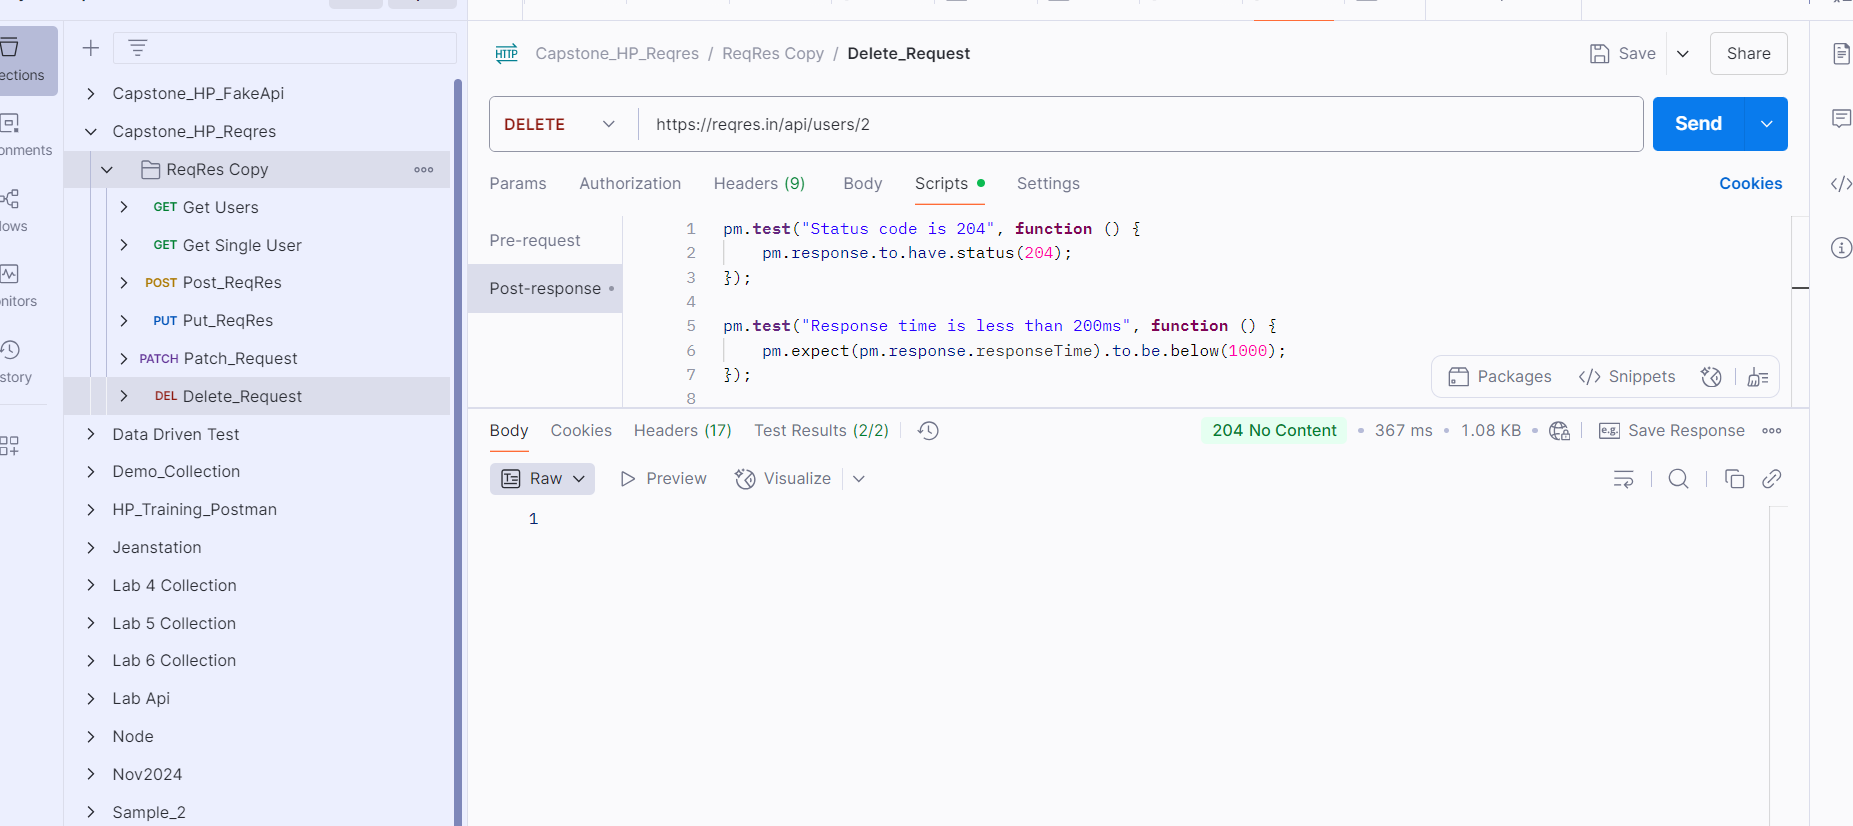 ections
onments
lows
nitors
story
Capstone_HP_FakeApi
Capstone_HP_Reqres
ReqRes Copy
GET Get Users
GET Get Single User
POST Post_ReqRes
PUT Put_ReqRes
PATCH Patch_Request
DEL Delete_Request
Data Driven Test
Demo_Collection
HP_Training_Postman
Jeanstation
Lab 4 Collection
Lab 5 Collection
Lab 6 Collection
Lab Api
Node
Nov2024
Sample_2
HTTP Capstone_HP_Reqres / ReqRes Copy / Delete_Request Save Share
DELETE https://reqres.in/api/users/2 Send
Params Authorization Headers (9) Body Scripts Settings Cookies
Pre-request
Post-response
1 pm.test("Status code is 204", function () {
2 pm.response.to.have.status(204);
3 });
4
5 pm.test("Response time is less than 200ms", function () {
6 pm.expect(pm.response.responseTime).to.be.below(1000);
7 });
8
Packages </> Snippets
Body Cookies Headers (17) Test Results (2/2) 204 No Content • 367 ms • 1.08 KB • e.g. Save Response
Raw Preview Visualize
1